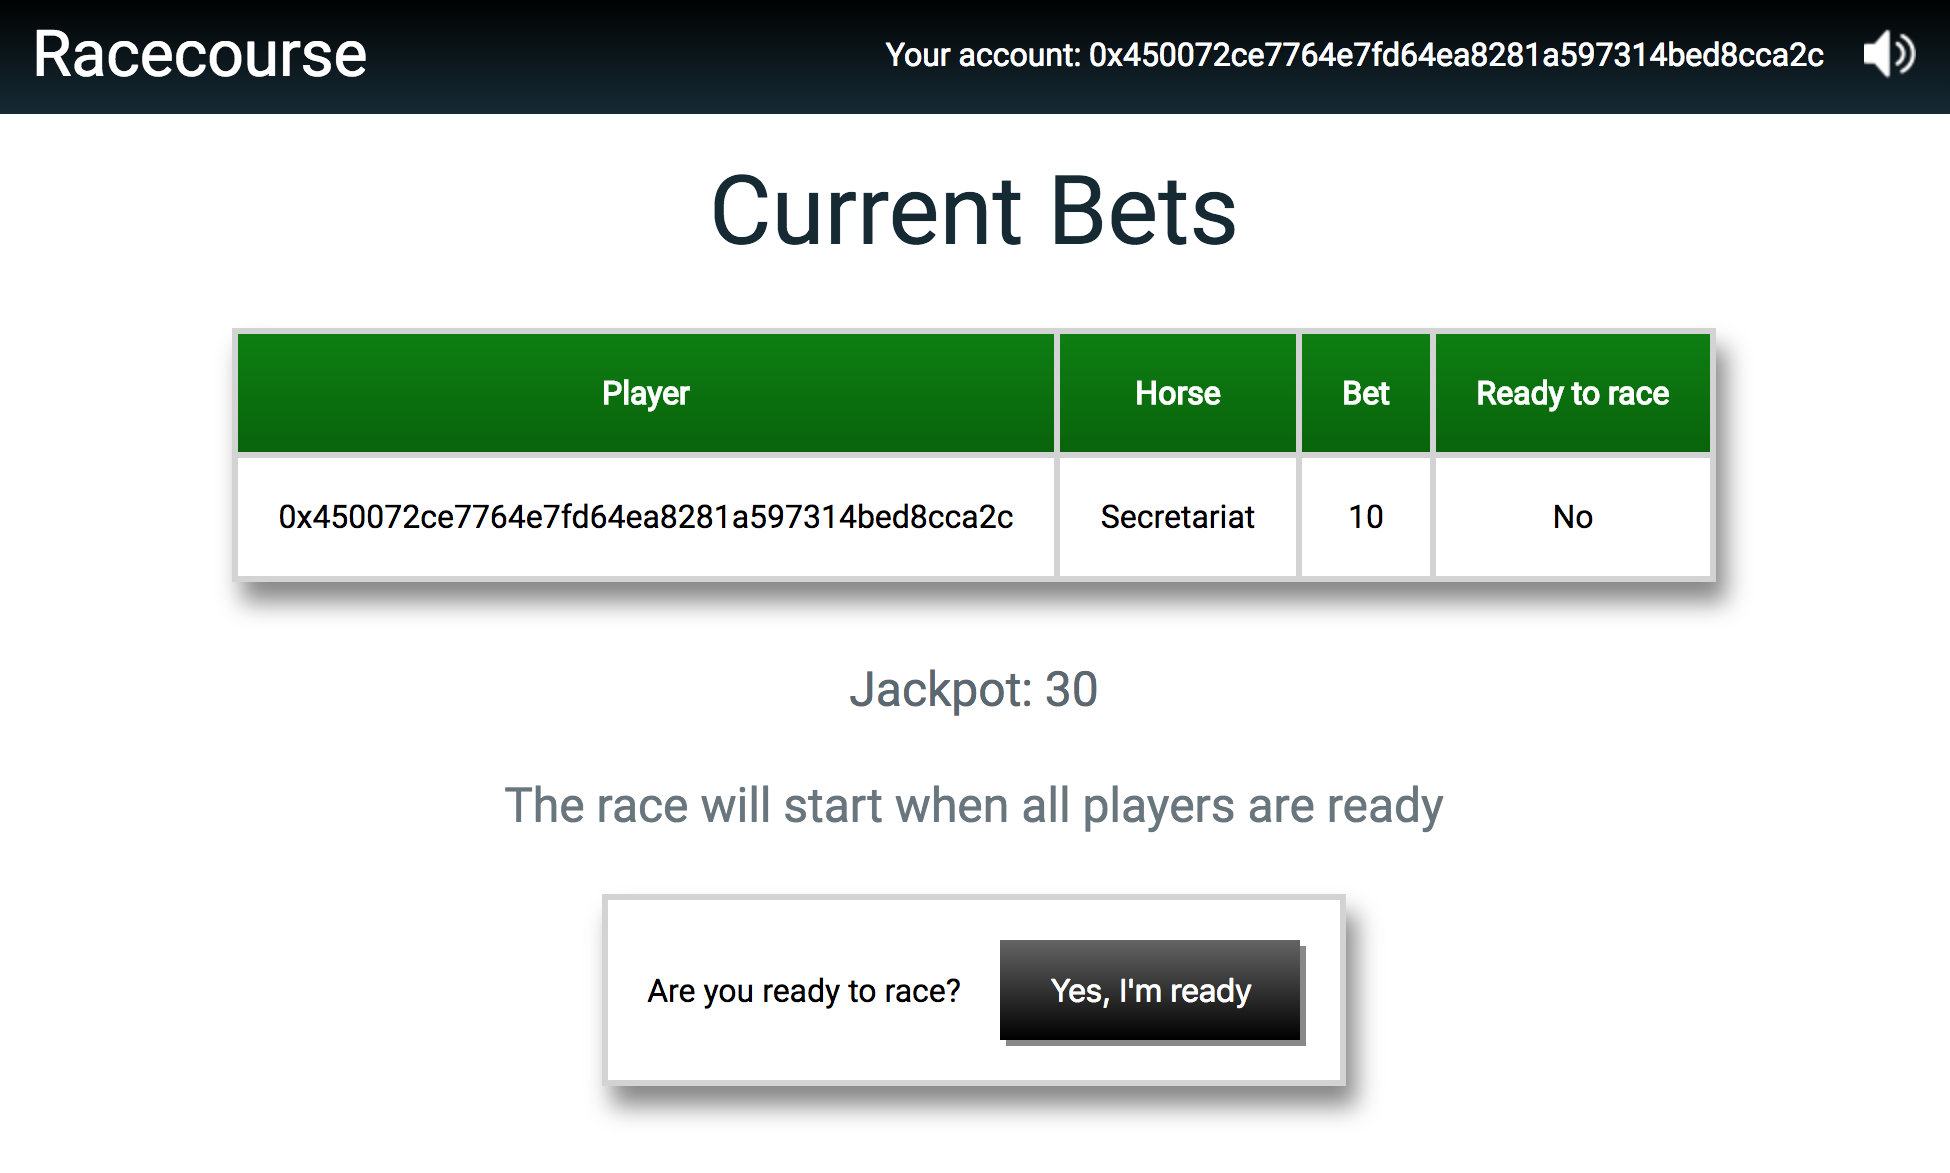 Racecourse
Your account: 0x450072ce7764e7fd64ea8281a597314bed8cca2c
Current Bets
Player Horse Bet Ready to race
0x450072ce7764e7fd64ea8281a597314bed8cca2c Secretariat 10 No
Jackpot: 30
The race will start when all players are ready
Are you ready to race? Yes, I'm ready